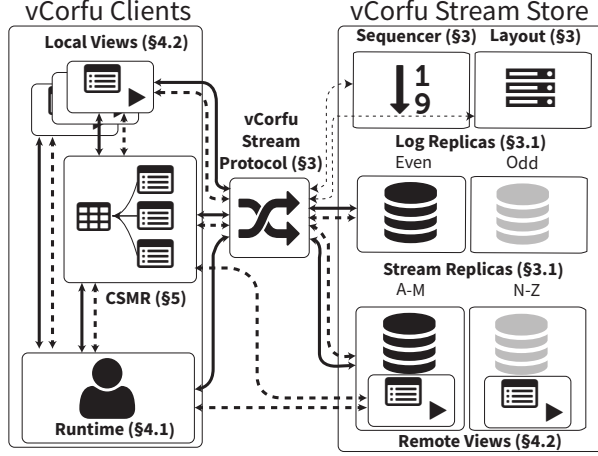 vCorfu Clients
vCorfu Stream Store
Local Views (§4.2)
Sequencer (§3)
Layout (§3)
1
9
vCorfu
Stream
Protocol (§3)
Log Replicas (§3.1)
Even
Odd
CSMR (§5)
Stream Replicas (§3.1)
A-M
N-Z
Runtime (§4.1)
Remote Views (§4.2)